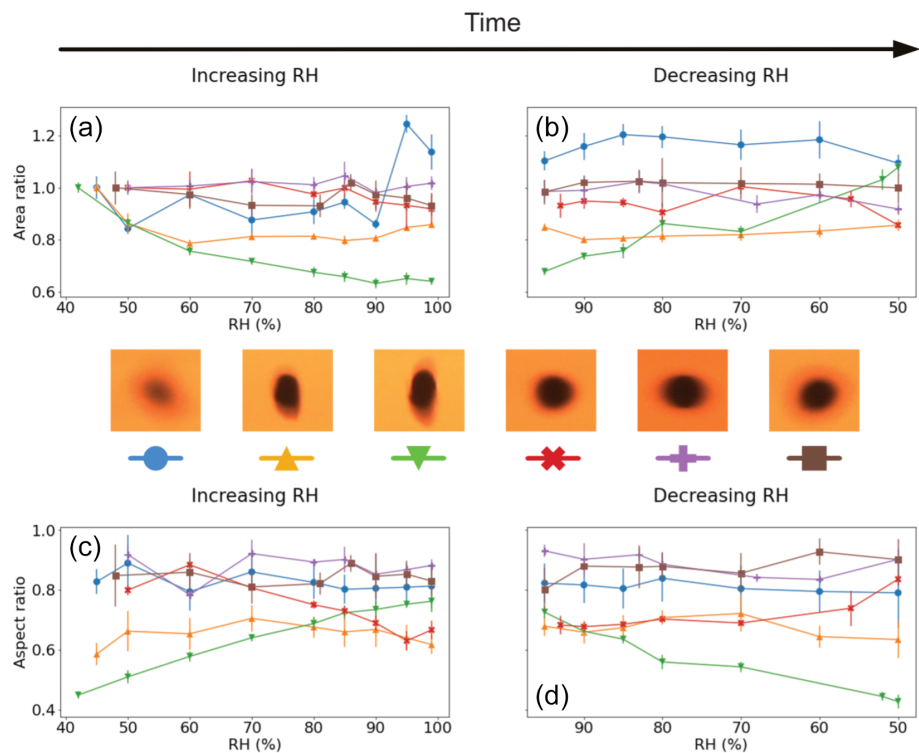 Time
Increasing RH
Decreasing RH
(a)
(b)
Area ratio
1.2
1.0
0.8
0.6
40 50 60 70 80 90 100
RH (%)
90 80 70 60 50
RH (%)
Increasing RH
Decreasing RH
(c)
(d)
Aspect ratio
1.0
0.8
0.6
0.4
40 50 60 70 80 90 100
RH (%)
90 80 70 60 50
RH (%)